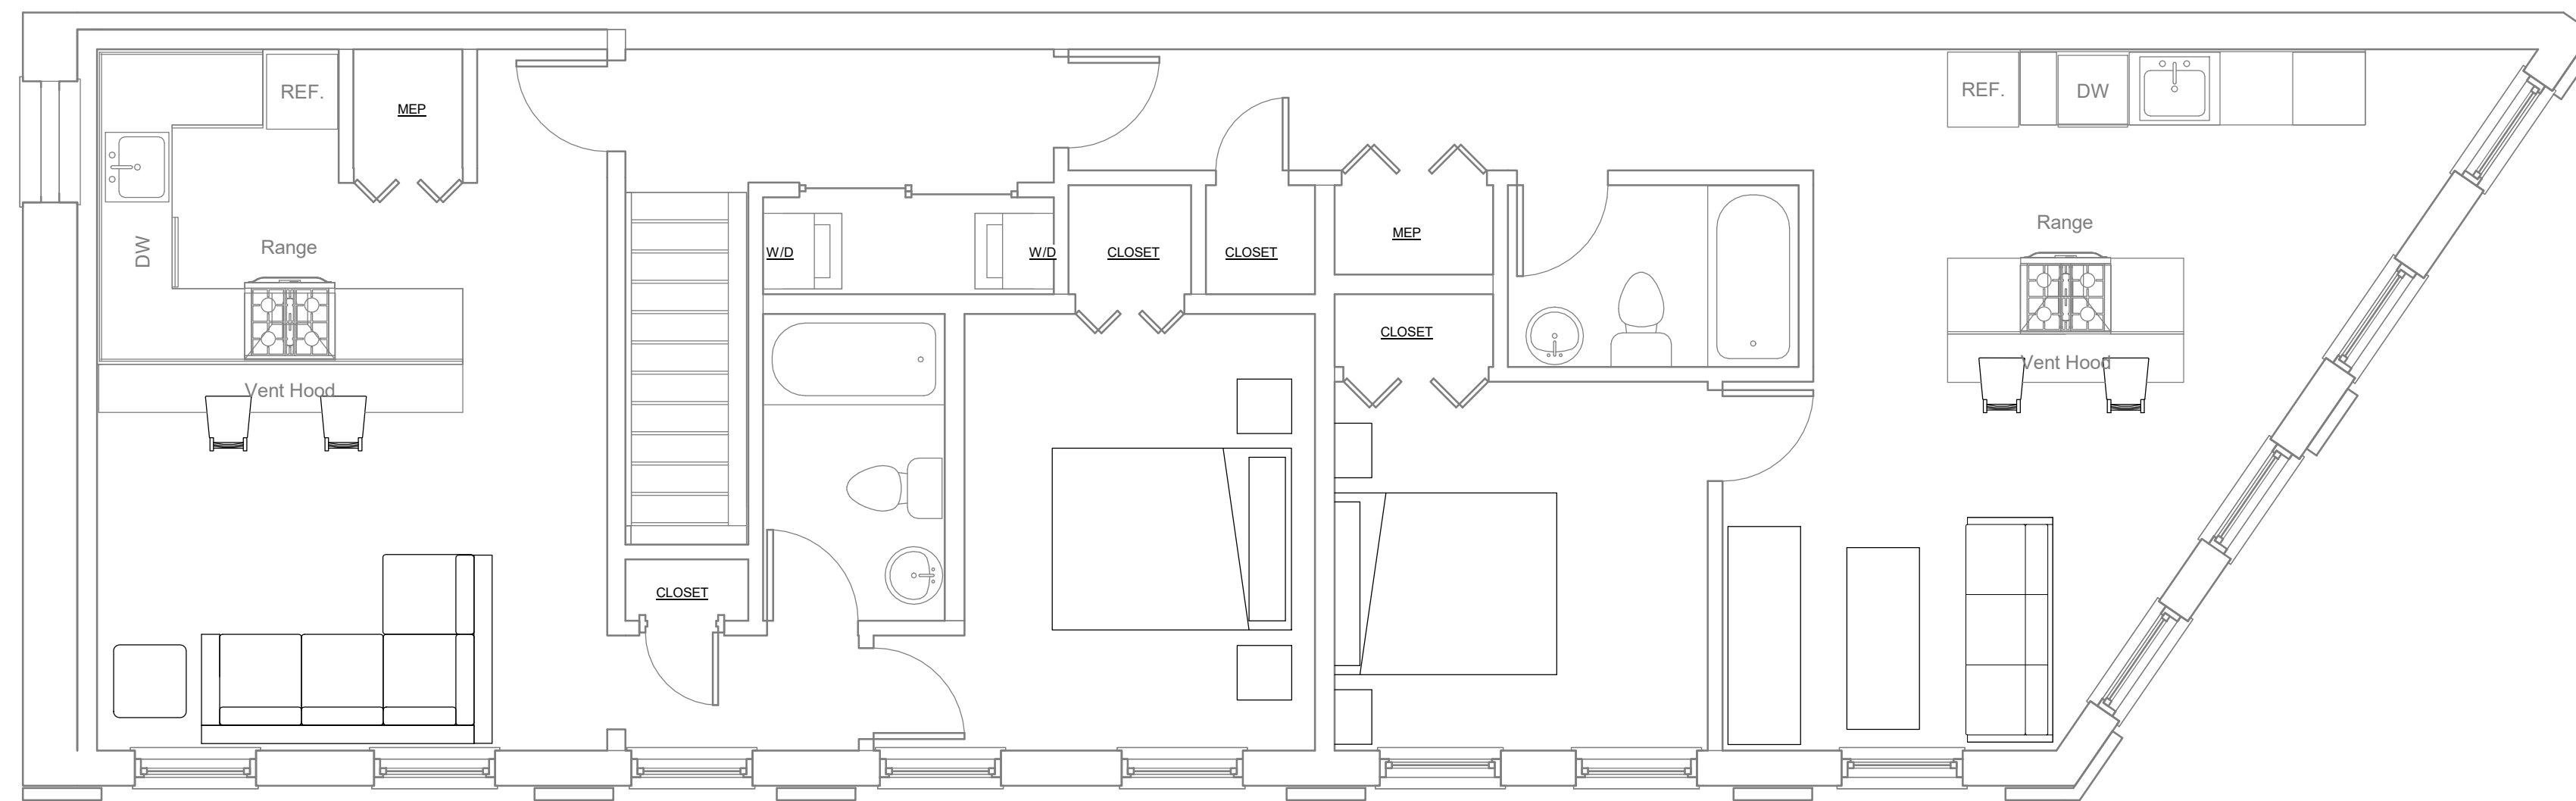 REF.
MEP
DW
Range
Vent Hood
CLOSET
W/D
W/D
CLOSET
CLOSET
MEP
CLOSET
REF.
DW
Range
Vent Hood